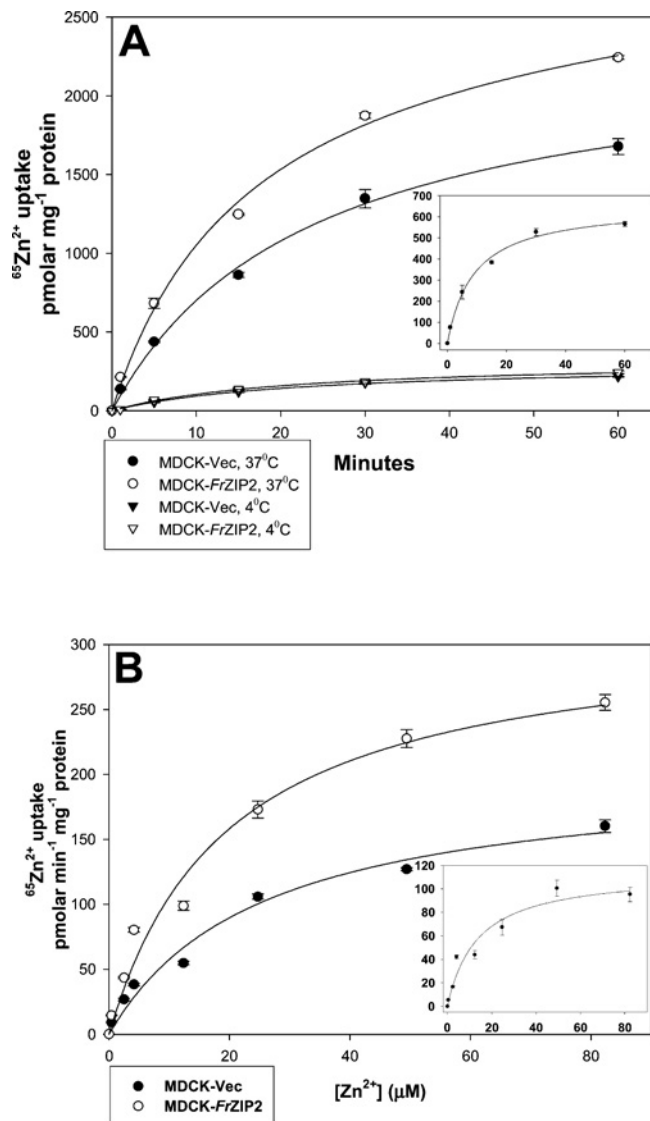 A
2500
2000
1500
1000
500
0
⁶⁵Zn²⁺ uptake
pmolar mg⁻¹ protein
700
600
500
400
300
200
100
0
0 20 40 60 80
0 10 20 30 40 50 60
Minutes
MDCK-Vec, 37⁰C
MDCK-FrZIP2, 37⁰C
MDCK-Vec, 4⁰C
MDCK-FrZIP2, 4⁰C
B
300
250
200
150
100
50
0
⁶⁵Zn²⁺ uptake
pmolar min⁻¹ mg⁻¹ protein
120
100
80
60
40
20
0
0 20 40 60 80
0 20 40 60 80
[Zn²⁺] (μM)
MDCK-Vec
MDCK-FrZIP2